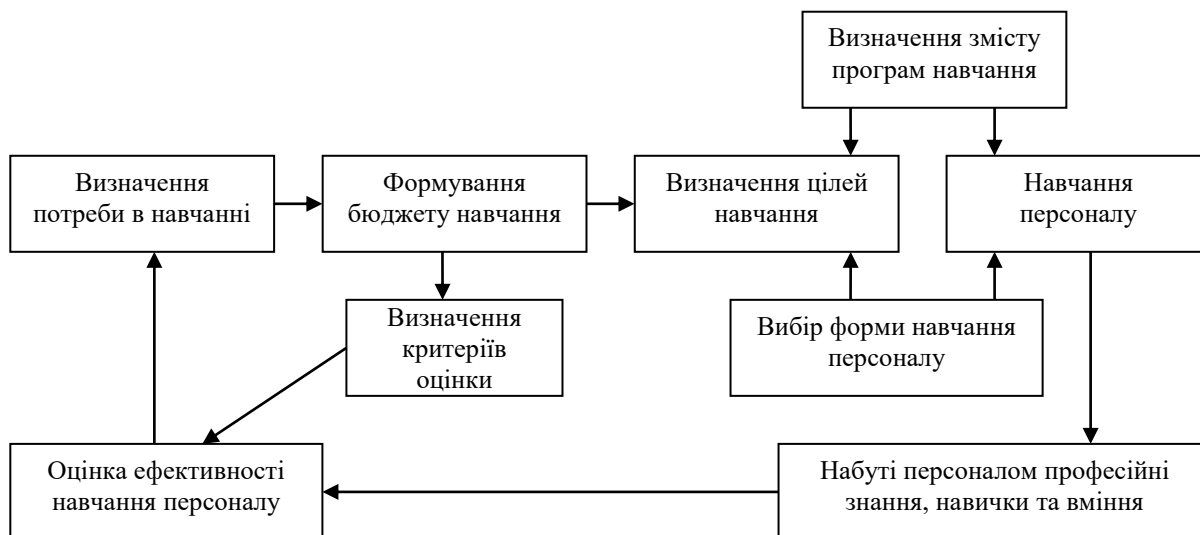 Визначення змісту
програм навчання
Визначення
потреби в навчанні
Формування
бюджету навчання
Визначення цілей
навчання
Навчання
персоналу
Визначення
критеріїв
оцінки
Вибір форми навчання
персоналу
Оцінка ефективності
навчання персоналу
Набуті персоналом професійні
знання, навички та вміння